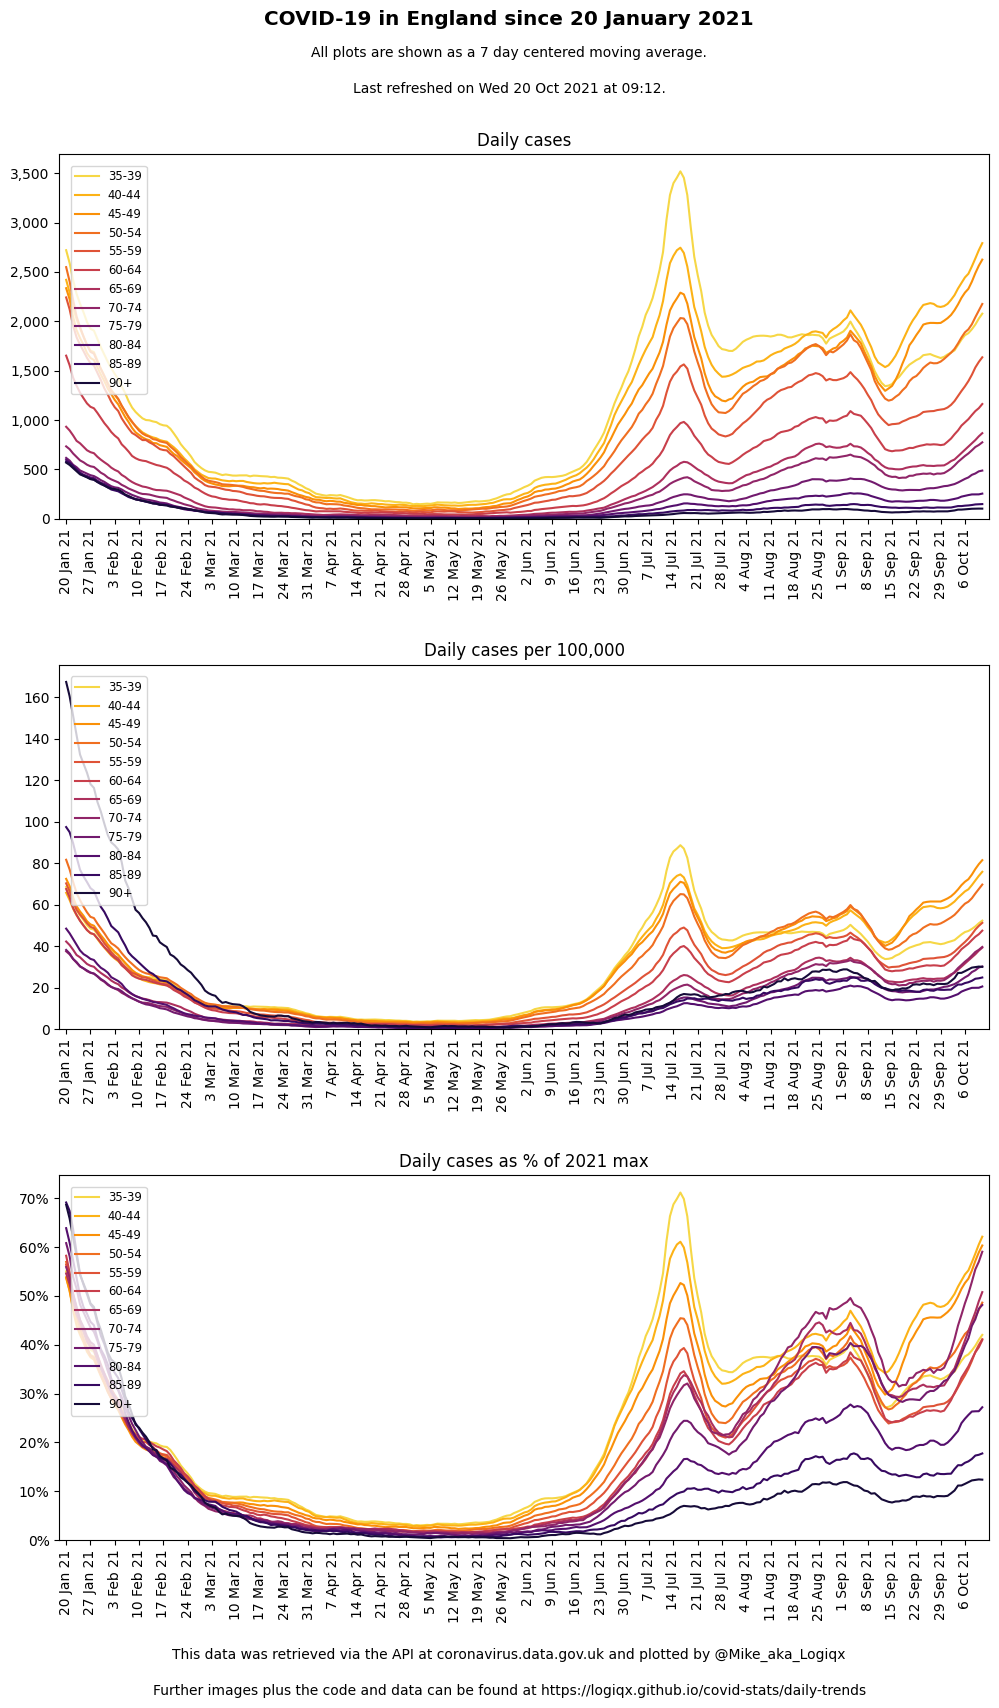 COVID-19 in England since 20 January 2021
All plots are shown as a 7 day centered moving average.
Last refreshed on Wed 20 Oct 2021 at 09:12.
Daily cases
3,500
3,000
2,500
2,000
1,500
1,000
500
0
35-39
40-44
45-49
50-54
55-59
60-64
65-69
70-74
75-79
80-84
85-89
90+
20 Jan 21
27 Jan 21
3 Feb 21
10 Feb 21
17 Feb 21
24 Feb 21
3 Mar 21
10 Mar 21
17 Mar 21
24 Mar 21
31 Mar 21
7 Apr 21
14 Apr 21
21 Apr 21
28 Apr 21
5 May 21
12 May 21
19 May 21
26 May 21
2 Jun 21
9 Jun 21
16 Jun 21
23 Jun 21
30 Jun 21
7 Jul 21
14 Jul 21
21 Jul 21
28 Jul 21
4 Aug 21
11 Aug 21
18 Aug 21
25 Aug 21
1 Sep 21
8 Sep 21
15 Sep 21
22 Sep 21
29 Sep 21
6 Oct 21
Daily cases per 100,000
160
140
120
100
80
60
40
20
0
35-39
40-44
45-49
50-54
55-59
60-64
65-69
70-74
75-79
80-84
85-89
90+
20 Jan 21
27 Jan 21
3 Feb 21
10 Feb 21
17 Feb 21
24 Feb 21
3 Mar 21
10 Mar 21
17 Mar 21
24 Mar 21
31 Mar 21
7 Apr 21
14 Apr 21
21 Apr 21
28 Apr 21
5 May 21
12 May 21
19 May 21
26 May 21
2 Jun 21
9 Jun 21
16 Jun 21
23 Jun 21
30 Jun 21
7 Jul 21
14 Jul 21
21 Jul 21
28 Jul 21
4 Aug 21
11 Aug 21
18 Aug 21
25 Aug 21
1 Sep 21
8 Sep 21
15 Sep 21
22 Sep 21
29 Sep 21
6 Oct 21
Daily cases as % of 2021 max
70%
60%
50%
40%
30%
20%
10%
0%
35-39
40-44
45-49
50-54
55-59
60-64
65-69
70-74
75-79
80-84
85-89
90+
20 Jan 21
27 Jan 21
3 Feb 21
10 Feb 21
17 Feb 21
24 Feb 21
3 Mar 21
10 Mar 21
17 Mar 21
24 Mar 21
31 Mar 21
7 Apr 21
14 Apr 21
21 Apr 21
28 Apr 21
5 May 21
12 May 21
19 May 21
26 May 21
2 Jun 21
9 Jun 21
16 Jun 21
23 Jun 21
30 Jun 21
7 Jul 21
14 Jul 21
21 Jul 21
28 Jul 21
4 Aug 21
11 Aug 21
18 Aug 21
25 Aug 21
1 Sep 21
8 Sep 21
15 Sep 21
22 Sep 21
29 Sep 21
6 Oct 21
This data was retrieved via the API at coronavirus.data.gov.uk and plotted by @Mike_aka_Logiqx
Further images plus the code and data can be found at https://logiqx.github.io/covid-stats/daily-trends